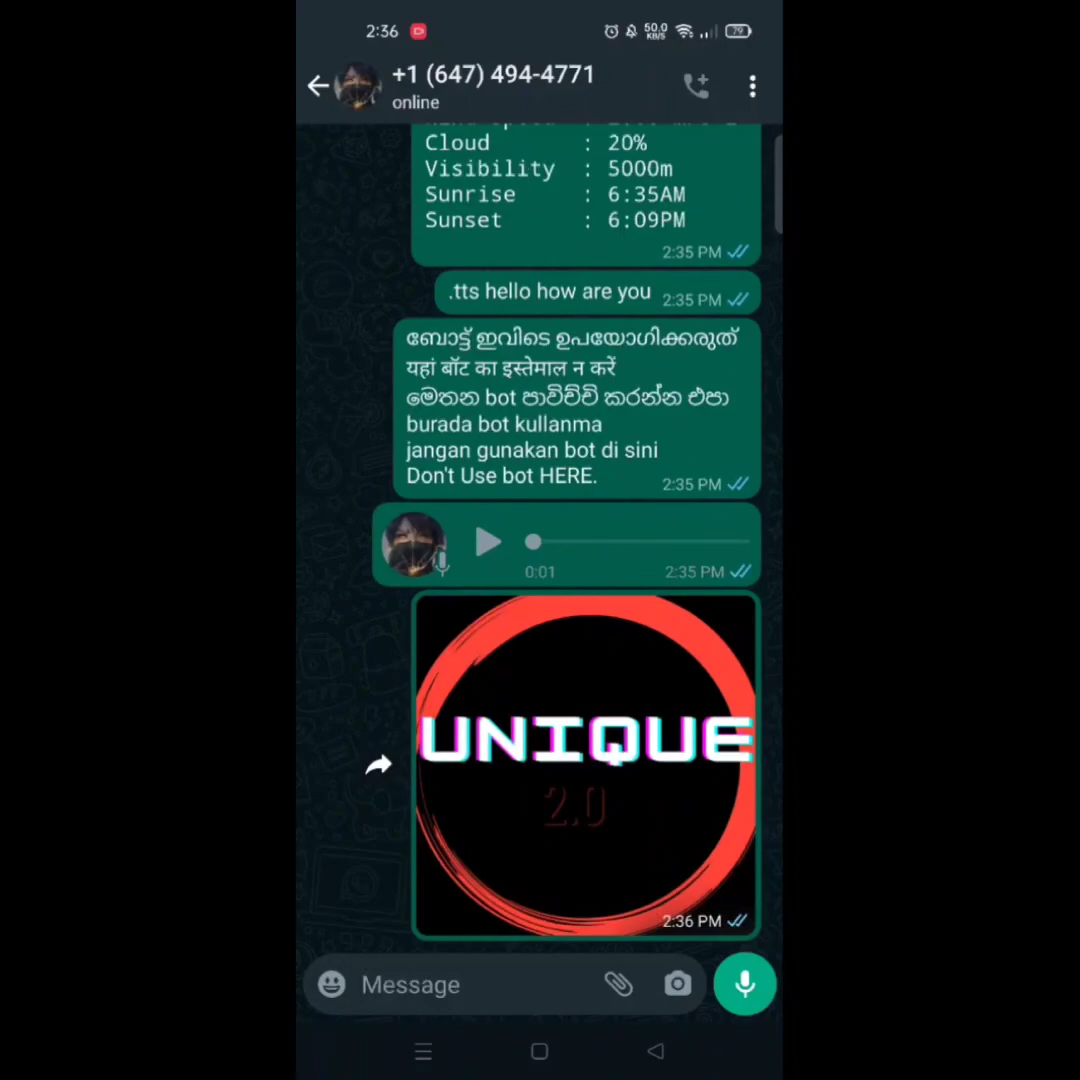 2:36
50.0
KB/S
79
+1 (647) 494-4771
online
Cloud : 20%
Visibility : 5000m
Sunrise : 6:35AM
Sunset : 6:09PM
2:35 PM
.tts hello how are you
2:35 PM
ബോട്ട് ഇവിടെ ഉപയോഗിക്കരുത്
यहां बॉट का इस्तेमाल न करें
මෙතන bot පාවිච්චි කරන්න එපා
burada bot kullanma
jangan gunakan bot di sini
Don't Use bot HERE.
2:35 PM
0:01
2:35 PM
UNIQUE
2.0
2:36 PM
Message